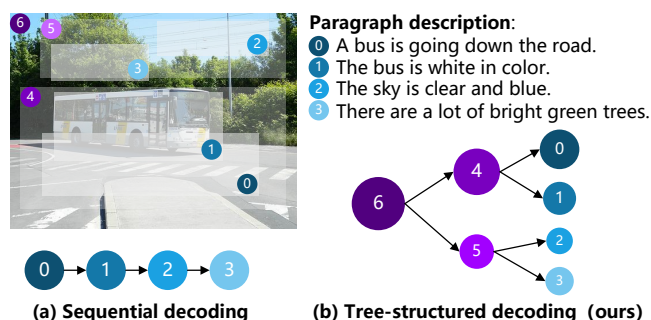 6
5
2
3
4
1
0
0 1 2 3
(a) Sequential decoding
Paragraph description:
0 A bus is going down the road.
1 The bus is white in color.
2 The sky is clear and blue.
3 There are a lot of bright green trees.
0
4
1
6
2
5
3
(b) Tree-structured decoding (ours)